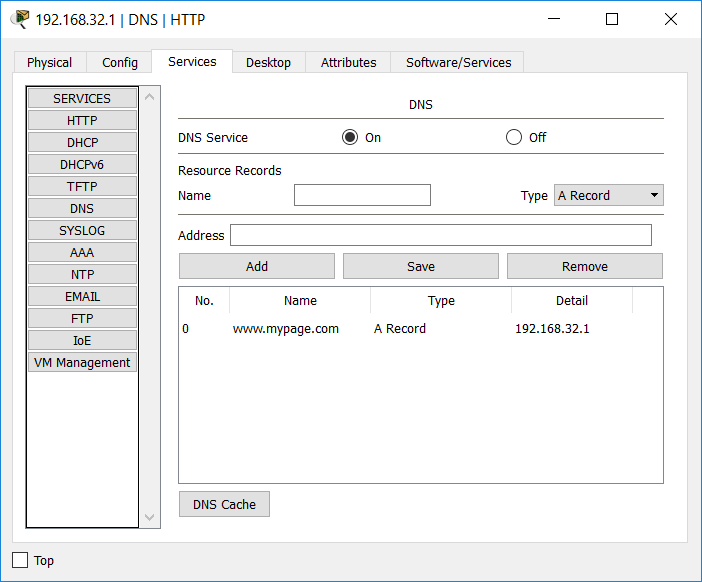 192.168.32.1 | DNS | HTTP
Physical Config Services Desktop Attributes Software/Services
SERVICES
HTTP
DHCP
DHCPv6
TFTP
DNS
SYSLOG
AAA
NTP
EMAIL
FTP
IoE
VM Management
DNS
DNS Service On Off
Resource Records
Name Type A Record
Address
Add Save Remove
No. Name Type Detail
0 www.mypage.com A Record 192.168.32.1
DNS Cache
Top